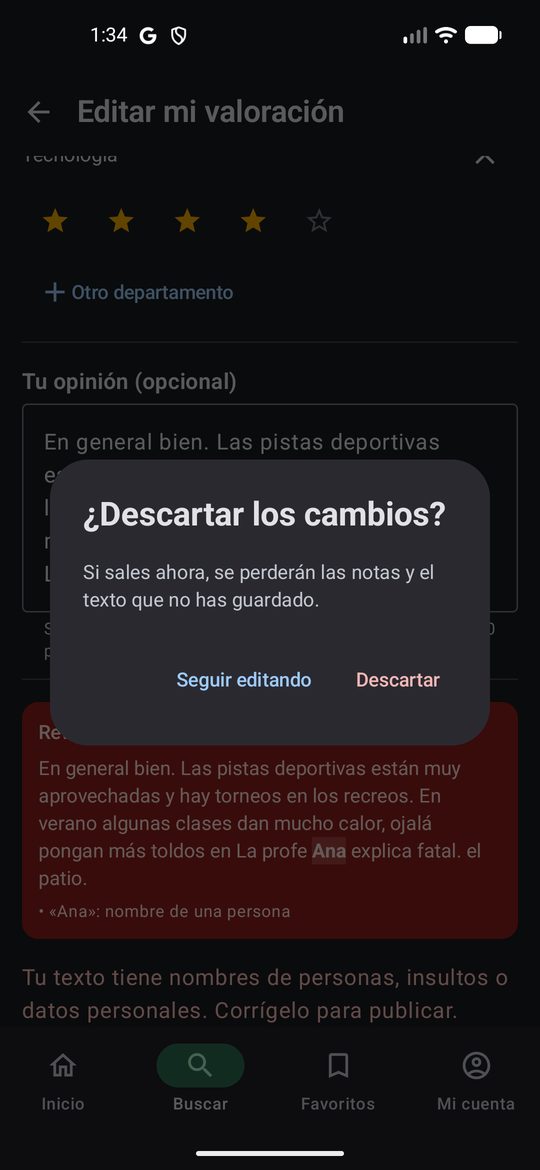 1:34
Editar mi valoración
Tecnología
Otro departamento
Tu opinión (opcional)
En general bien. Las pistas deportivas
¿Descartar los cambios?
Si sales ahora, se perderán las notas y el
texto que no has guardado.
Seguir editando
Descartar
En general bien. Las pistas deportivas están muy
aprovechadas y hay torneos en los recreos. En
verano algunas clases dan mucho calor, ojalá
pongan más toldos en La profe Ana explica fatal. el
patio.
• «Ana»: nombre de una persona
Tu texto tiene nombres de personas, insultos o
datos personales. Corrígelo para publicar.
Inicio
Buscar
Favoritos
Mi cuenta